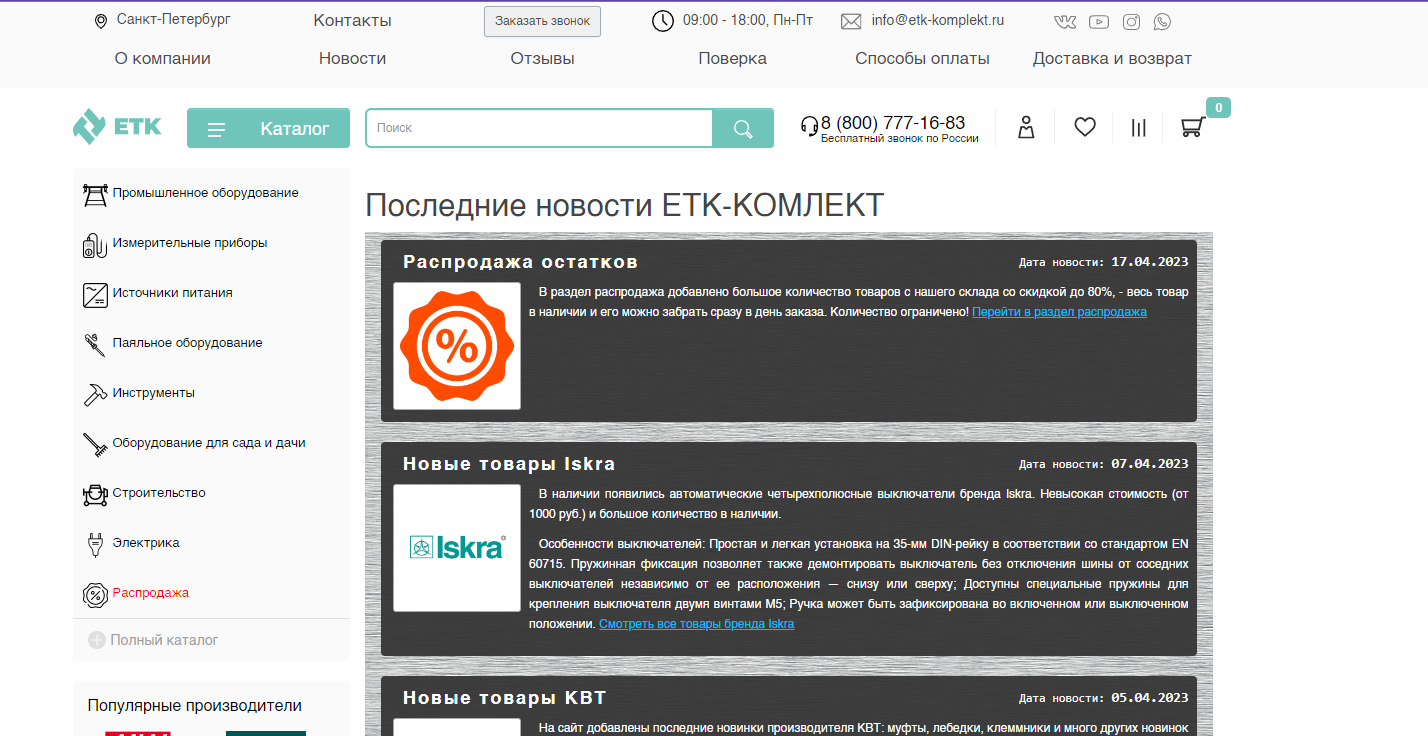 Санкт-Петербург
Контакты
Заказать звонок
09:00 - 18:00, Пн-Пт
info@etk-komplekt.ru
О компании
Новости
Отзывы
Поверка
Способы оплаты
Доставка и возврат
ЕТК
Каталог
Поиск
8 (800) 777-16-83
Бесплатный звонок по России
0
Промышленное оборудование
Измерительные приборы
Источники питания
Паяльное оборудование
Инструменты
Оборудование для сада и дачи
Строительство
Электрика
Распродажа
Полный каталог
Популярные производители
Последние новости ЕТК-КОМЛЕКТ
Распродажа остатков
Дата новости: 17.04.2023
%
В раздел распродажа добавлено большое количество товаров с нашего склада со скидкой до 80%, - весь товар
в наличии и его можно забрать сразу в день заказа. Количество ограничено! Перейти в раздел распродажа
Новые товары Iskra
Дата новости: 07.04.2023
Iskra®
В наличии появились автоматические четырехполюсные выключатели бренда Iskra. Невысокая стоимость (от
1000 руб.) и большое количество в наличии.
Особенности выключателей: Простая и легкая установка на 35-мм DIN-рейку в соответствии со стандартом EN
60715. Пружинная фиксация позволяет также демонтировать выключатель без отключения шины от соседних
выключателей независимо от ее расположения — снизу или сверху; Доступны специальные пружины для
крепления выключателя двумя винтами М5; Ручка может быть зафиксирована во включенном или выключенном
положении. Смотреть все товары бренда Iskra
Новые товары КВТ
Дата новости: 05.04.2023
На сайт добавлены последние новинки производителя КВТ: муфты, лебедки, клеммники и много других новинок